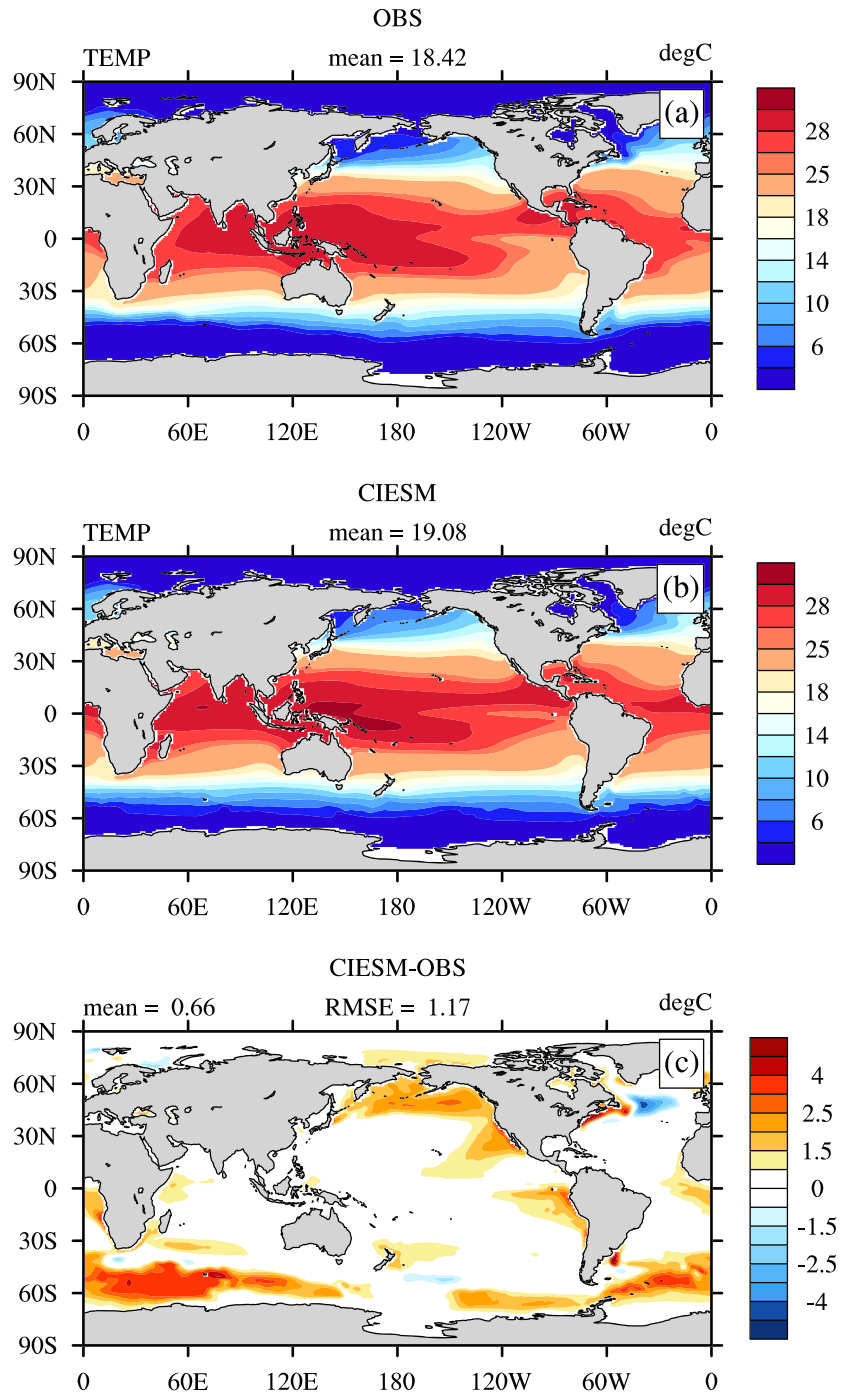 OBS
TEMP mean = 18.42 degC
90N
(a)
60N
28
30N
25
18
0
14
30S
10
60S
6
90S
0 60E 120E 180 120W 60W 0
CIESM
TEMP mean = 19.08 degC
90N
(b)
60N
28
30N
25
18
0
14
30S
10
60S
6
90S
0 60E 120E 180 120W 60W 0
CIESM-OBS
mean = 0.66 RMSE = 1.17 degC
90N
(c)
60N
4
30N
2.5
1.5
0
0
-1.5
30S
-2.5
60S
-4
90S
0 60E 120E 180 120W 60W 0